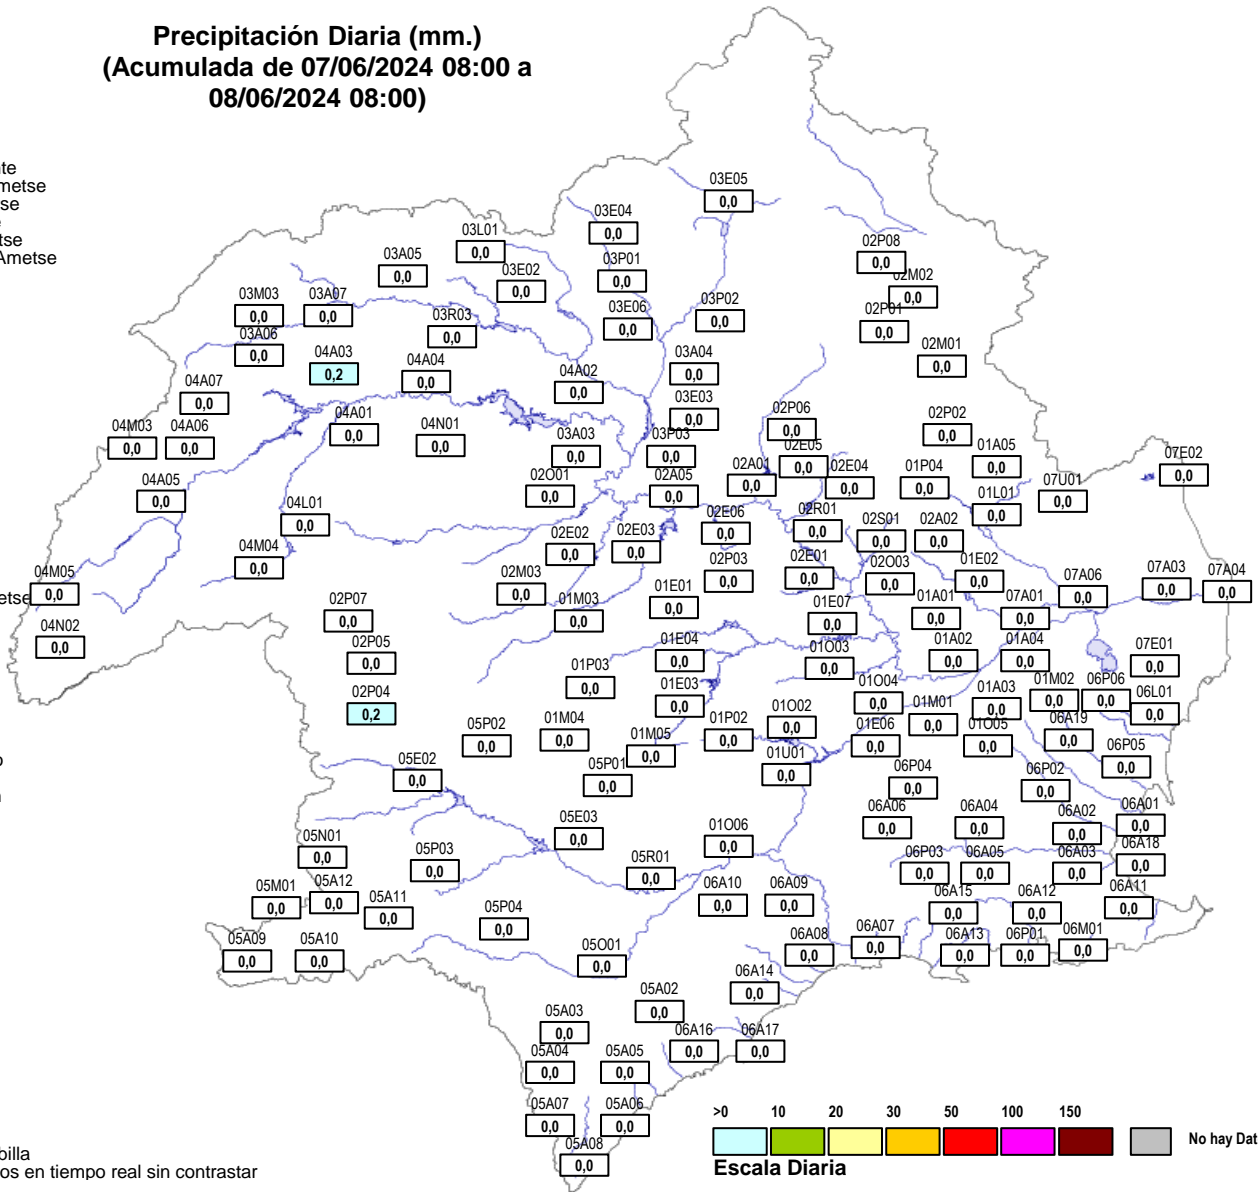 Precipitación Diaria (mm.)
(Acumulada de 07/06/2024 08:00 a
08/06/2024 08:00)
03E05
0,0
03E04
0,0
03L01
0,0
03A05
0,0
03E02
0,0
03P01
0,0
02P08
0,0
02M02
0,0
03M03
0,0
03A07
0,0
03R03
0,0
03E06
0,0
03P02
0,0
02P01
0,0
03A06
0,0
04A03
0,2
04A04
0,0
04A02
0,0
03A04
0,0
02M01
0,0
04A07
0,0
04A01
0,0
04N01
0,0
03E03
0,0
02P06
0,0
02P02
0,0
04M03
0,0
04A06
0,0
03A03
0,0
03P03
0,0
02E05
0,0
01A05
0,0
07E02
0,0
04A05
0,0
02O01
0,0
02A05
0,0
02A01
0,0
02E04
0,0
01P04
0,0
01L01
0,0
07U01
0,0
04L01
0,0
02E06
0,0
02R01
0,0
02S01
0,0
02A02
0,0
04M04
0,0
02E02
0,0
02E03
0,0
02P03
0,0
02E01
0,0
02O03
0,0
01E02
0,0
04M05
0,0
02M03
0,0
01M03
0,0
01E01
0,0
01E07
0,0
01A01
0,0
07A01
0,0
07A06
0,0
07A03
0,0
07A04
0,0
04N02
0,0
02P07
0,0
02P05
0,0
02P04
0,2
01P03
0,0
01E04
0,0
01E03
0,0
01O03
0,0
01A02
0,0
01A04
0,0
07E01
0,0
01O04
0,0
01M01
0,0
01A03
0,0
01M02
0,0
06P06
0,0
06L01
0,0
05P02
0,0
01M04
0,0
01M05
0,0
01P02
0,0
01O02
0,0
01E06
0,0
01O05
0,0
06A19
0,0
06P05
0,0
05E02
0,0
05P01
0,0
01U01
0,0
06P04
0,0
06P02
0,0
05E03
0,0
01O06
0,0
06A06
0,0
06A04
0,0
06A02
0,0
06A01
0,0
05N01
0,0
05P03
0,0
05R01
0,0
06P03
0,0
06A05
0,0
06A03
0,0
06A18
0,0
05M01
0,0
05A12
0,0
05A11
0,0
05P04
0,0
06A10
0,0
06A09
0,0
06A15
0,0
06A12
0,0
06A11
0,0
05A09
0,0
05A10
0,0
05O01
0,0
06A08
0,0
06A07
0,0
06A13
0,0
06P01
0,0
06M01
0,0
05A02
0,0
06A14
0,0
05A03
0,0
06A16
0,0
06A17
0,0
05A04
0,0
05A05
0,0
05A07
0,0
05A06
0,0
05A08
0,0
>0 10 20 30 50 100 150
No hay Dat
Escala Diaria
os en tiempo real sin contrastar